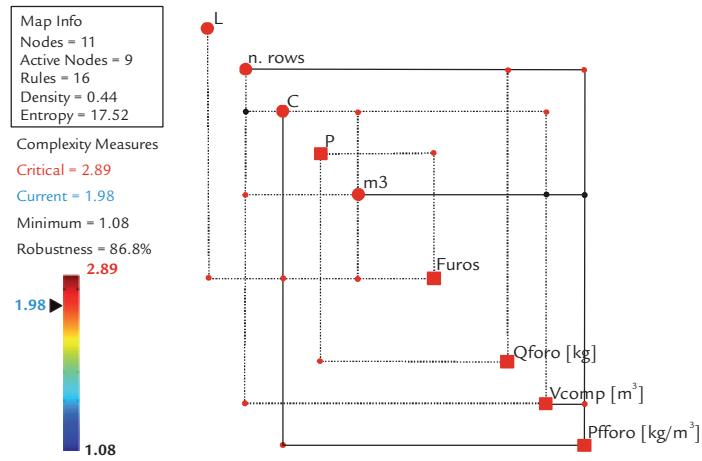 Map Info
Nodes = 11
Active Nodes = 9
Rules = 16
Density = 0.44
Entropy = 17.52
Complexity Measures
Critical = 2.89
Current = 1.98
Minimum = 1.08
Robustness = 86.8%
2.89
1.98
1.08
L
n. rows
C
P
m3
Furos
Qforo [kg]
Vcomp [m³]
Pfforo [kg/m³]